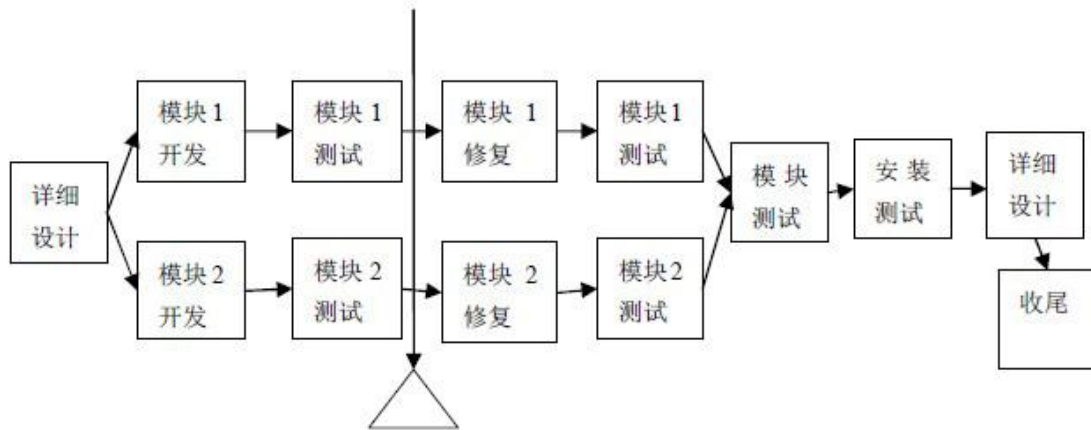 模块1
开发
模块 1
测试
模块 1
修复
模块1
测试
详细
设计
模 块
测试
安 装
测试
详细
设计
模块2
开发
模块 2
测试
模块 2
修复
模块2
测试
收尾